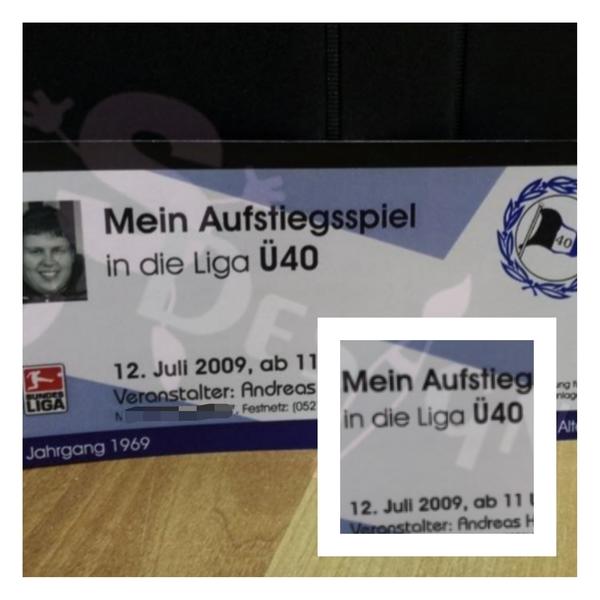 Mein Aufstiegsspiel
in die Liga Ü40
40
12. Juli 2009, ab 11
Veranstalter: Andreas
Festnetz: (052
BUNDES
LIGA
Jahrgang 1969
Mein Aufstieg
in die Liga Ü40
12. Juli 2009, ab 11
Veranstalter: Andreas H